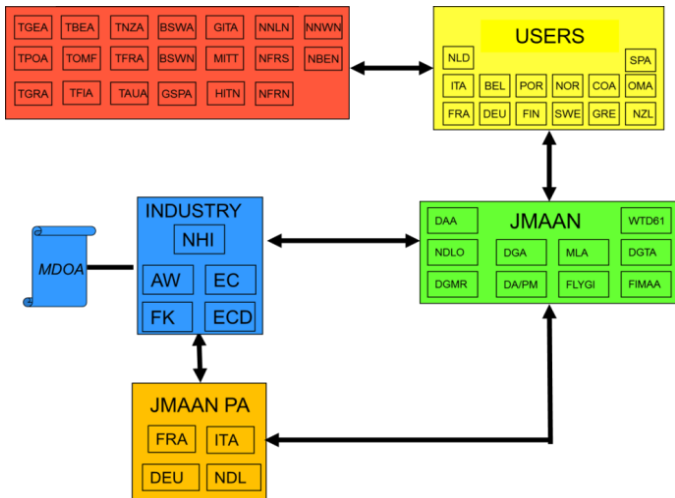 TGEA TBEA TNZA BSWA GITA NNLN NNWN
TPOA TOMF TFRA BSWN MITT NFRS NBEN
TGRA TFIA TAUA GSPA HITN NFRN
USERS
NLD SPA
ITA BEL POR NOR COA OMA
FRA DEU FIN SWE GRE NZL
INDUSTRY
NHI
AW EC
FK ECD
MDOA
DAA JMAAN WTD61
NDLO DGA MLA DGTA
DGMR DA/PM FLYGI FIMAA
JMAAN PA
FRA ITA
DEU NDL